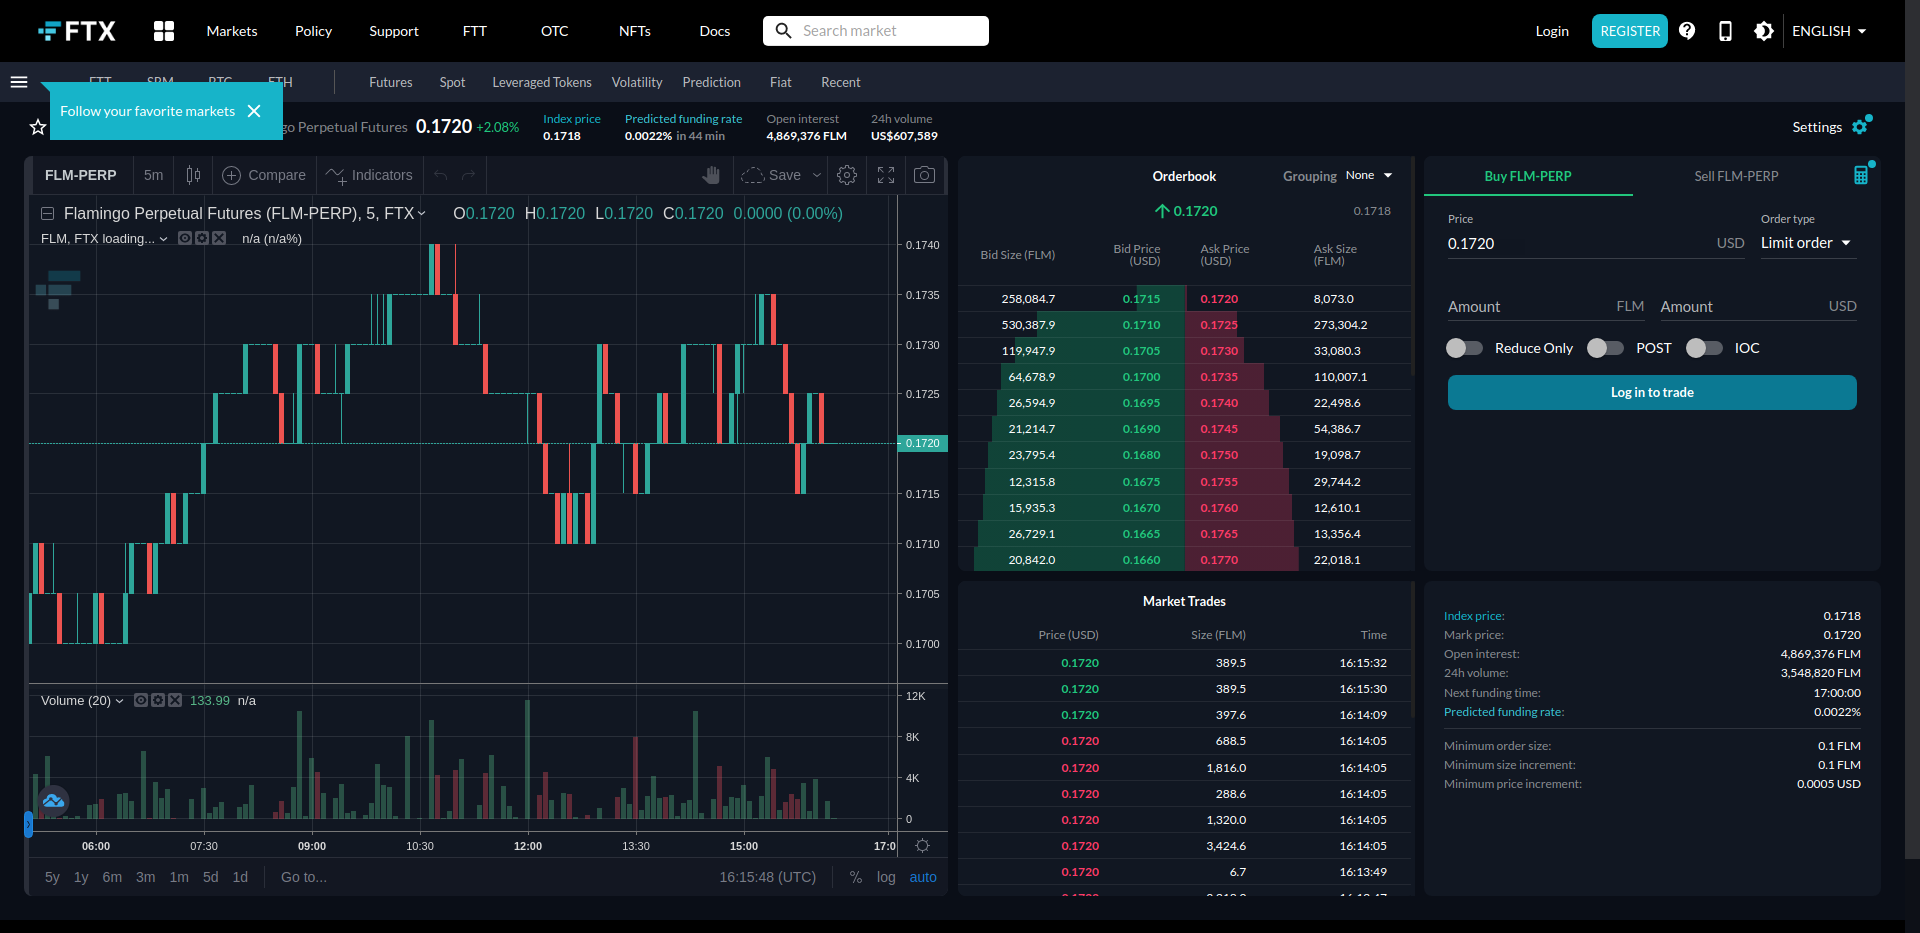 FTX
Markets
Policy
Support
FTT
OTC
NFTs
Docs
Search market
Login
REGISTER
ENGLISH
Futures
Spot
Leveraged Tokens
Volatility
Prediction
Fiat
Recent
Follow your favorite markets
Perpetual Futures
0.1720 +2.08%
Index price
0.1718
Predicted funding rate
0.0022% in 44 min
Open interest
4,869,376 FLM
24h volume
US$607,589
Settings
FLM-PERP
5m
Compare
Indicators
Save
Flamingo Perpetual Futures (FLM-PERP), 5, FTX
O0.1720 H0.1720 L0.1720 C0.1720 0.0000 (0.00%)
FLM, FTX loading...
n/a (n/a%)
0.1740
0.1735
0.1730
0.1725
0.1720
0.1715
0.1710
0.1705
0.1700
Volume (20)
133.99 n/a
12K
8K
4K
0
06:00 07:30 09:00 10:30 12:00 13:30 15:00 17:0
5y 1y 6m 3m 1m 5d 1d Go to...
16:15:48 (UTC) % log auto
Orderbook
Grouping None
0.1720
0.1718
Bid Size (FLM) Bid Price (USD) Ask Price (USD) Ask Size (FLM)
258,084.7 0.1715 0.1720 8,073.0
530,387.9 0.1710 0.1725 273,304.2
119,947.9 0.1705 0.1730 33,080.3
64,678.9 0.1700 0.1735 110,007.1
26,594.9 0.1695 0.1740 22,498.6
21,214.7 0.1690 0.1745 54,386.7
23,795.4 0.1680 0.1750 19,098.7
12,315.8 0.1675 0.1755 29,744.2
15,935.3 0.1670 0.1760 12,610.1
26,729.1 0.1665 0.1765 13,356.4
20,842.0 0.1660 0.1770 22,018.1
Market Trades
Price (USD) Size (FLM) Time
0.1720 389.5 16:15:32
0.1720 389.5 16:15:30
0.1720 397.6 16:14:09
0.1720 688.5 16:14:05
0.1720 1,816.0 16:14:05
0.1720 288.6 16:14:05
0.1720 1,320.0 16:14:05
0.1720 3,424.6 16:14:05
0.1720 6.7 16:13:49
Buy FLM-PERP
Sell FLM-PERP
Price
0.1720 USD
Order type
Limit order
Amount FLM
Amount USD
Reduce Only
POST
IOC
Log in to trade
Index price: 0.1718
Mark price: 0.1720
Open interest: 4,869,376 FLM
24h volume: 3,548,820 FLM
Next funding time: 17:00:00
Predicted funding rate: 0.0022%
Minimum order size: 0.1 FLM
Minimum size increment: 0.1 FLM
Minimum price increment: 0.0005 USD